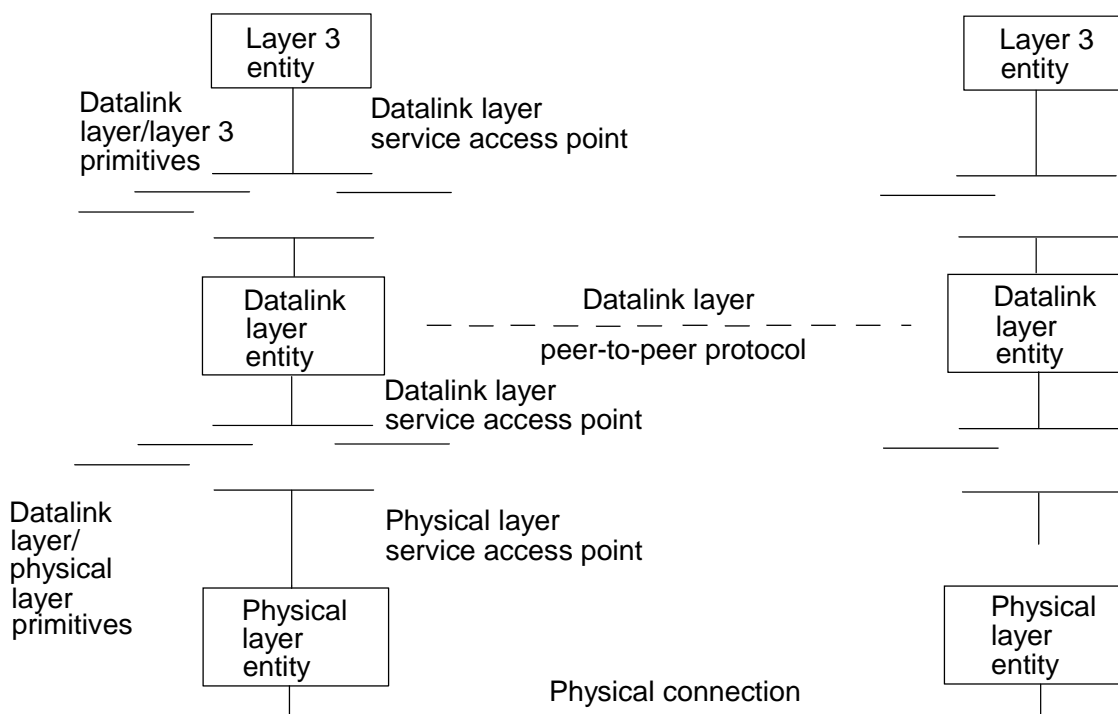 Layer 3
entity
Layer 3
entity
Datalink
layer/layer 3
primitives
Datalink layer
service access point
Datalink
layer
entity
Datalink layer
peer-to-peer protocol
Datalink
layer
entity
Datalink layer
service access point
Datalink
layer/
physical
layer
primitives
Physical layer
service access point
Physical
layer
entity
Physical connection
Physical
layer
entity